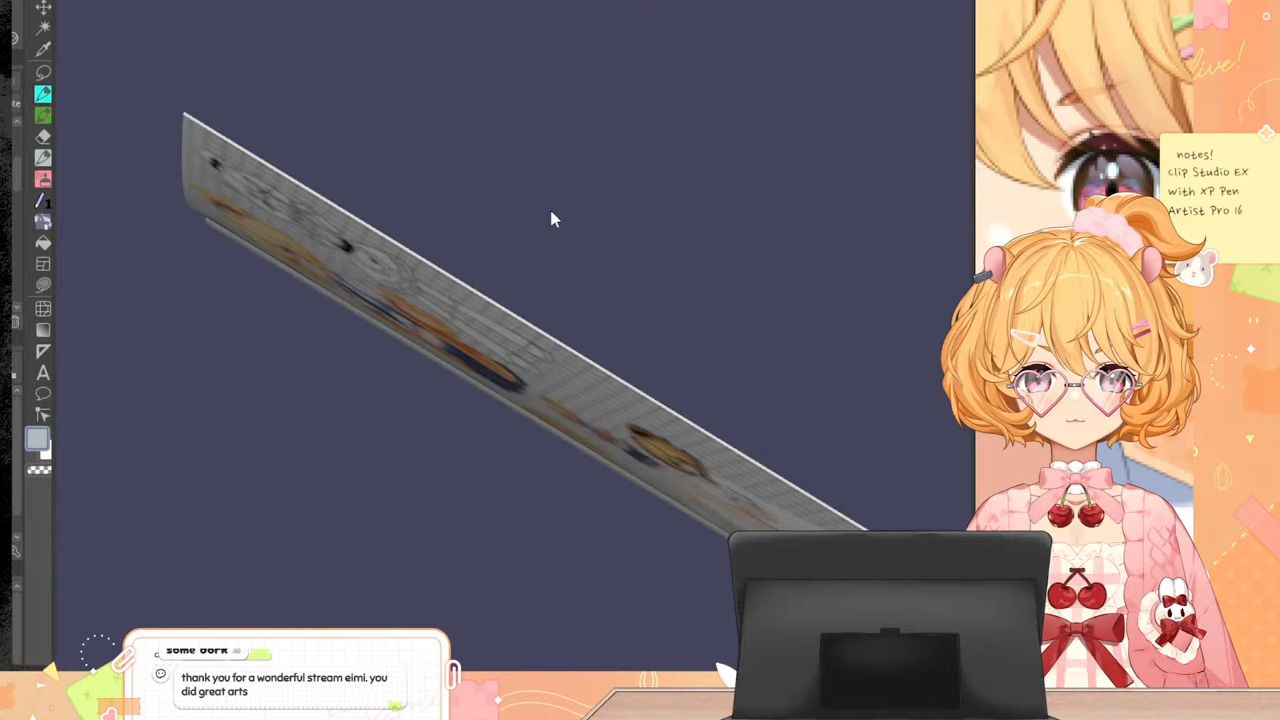 live!
notes!
Clip Studio EX
with XP Pen
Artist Pro 16
some dork
thank you for a wonderful stream eimi. you
did great arts